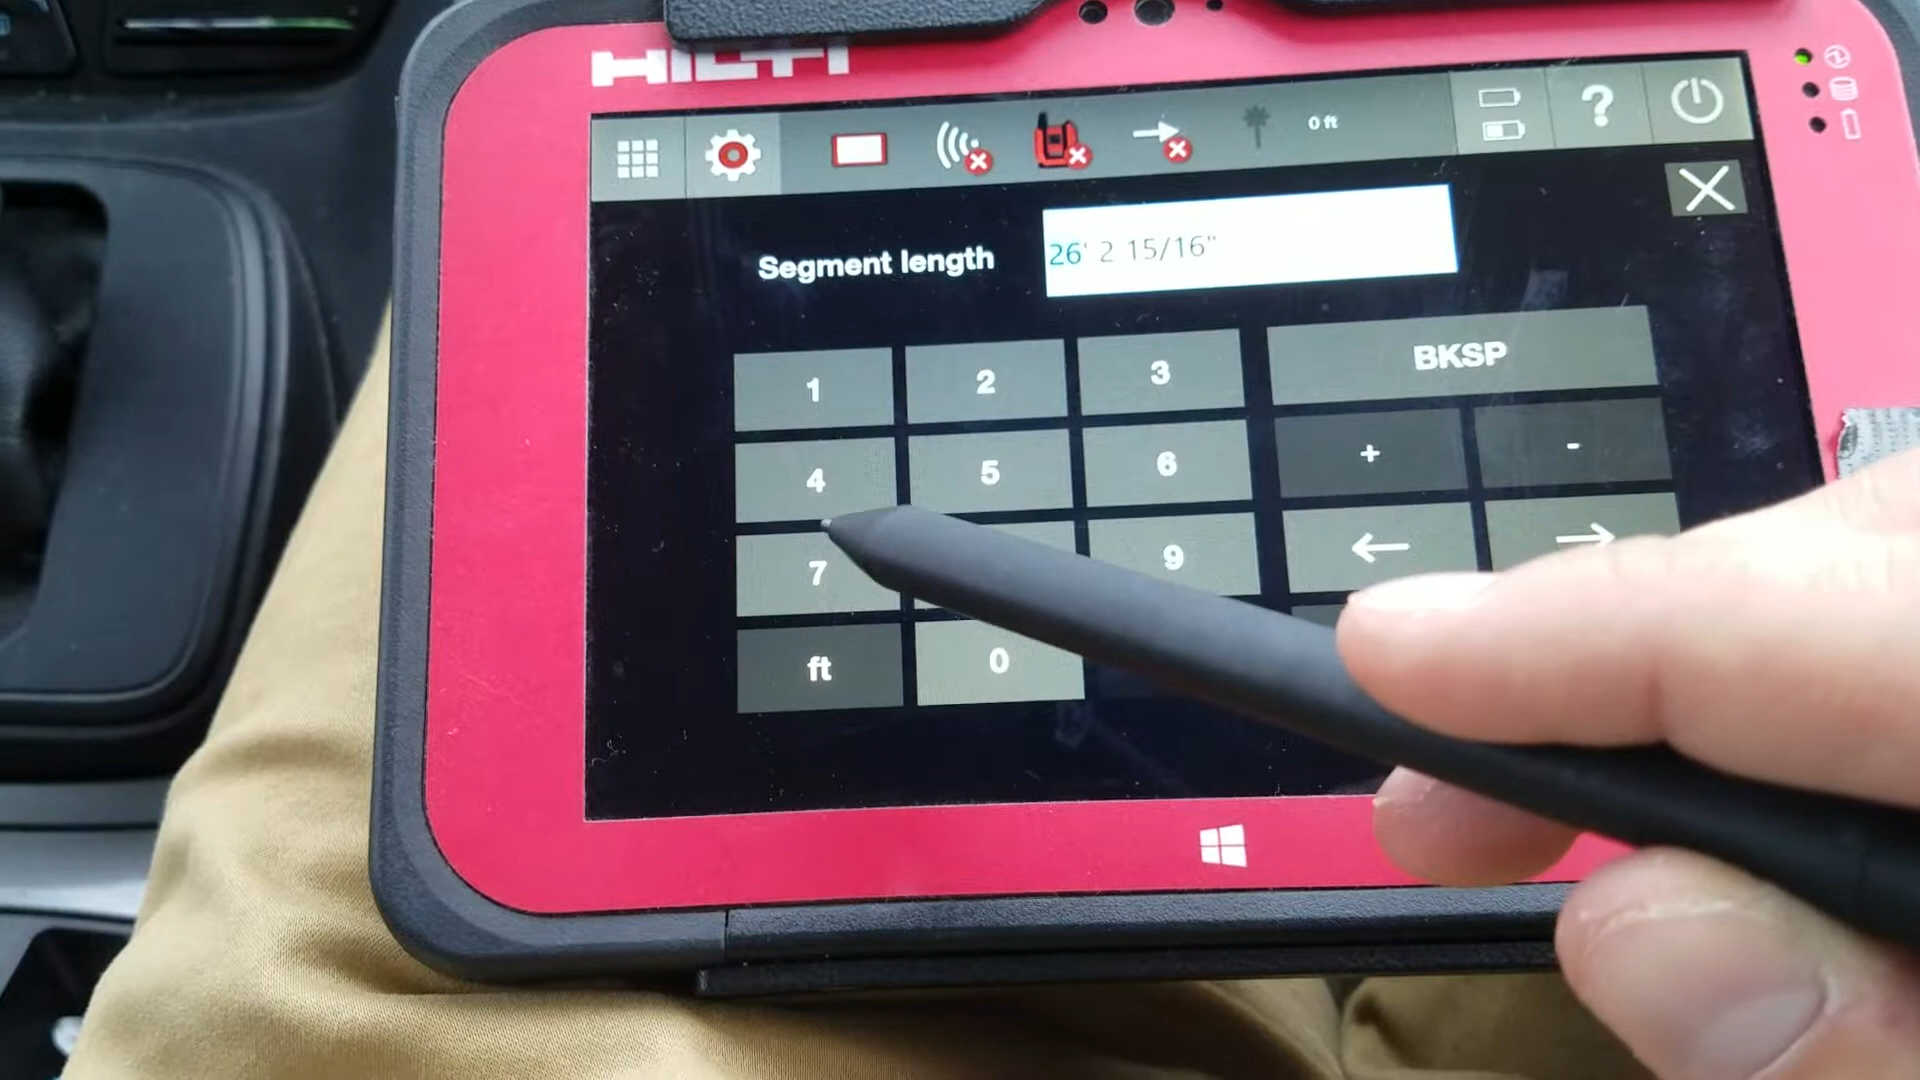 HILTI
? 0 ft
Segment length 26' 2 15/16"
1 2 3 BKSP
4 5 6 + -
7 9 ← →
ft 0